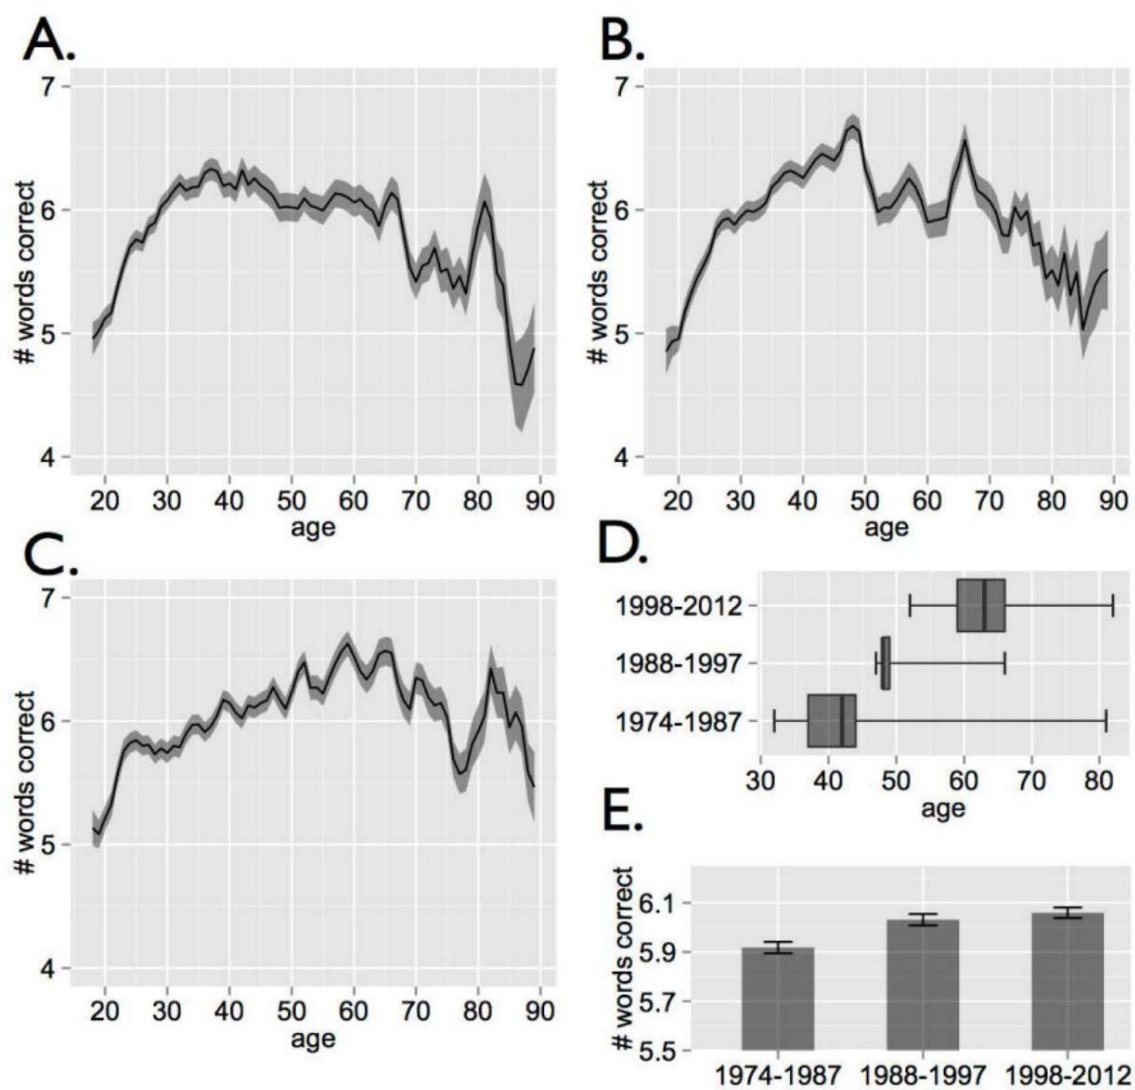 A.
7
6
5
4
# words correct
20 30 40 50 60 70 80 90
age
B.
7
6
5
4
# words correct
20 30 40 50 60 70 80 90
age
C.
7
6
5
4
# words correct
20 30 40 50 60 70 80 90
age
D.
1998-2012
1988-1997
1974-1987
30 40 50 60 70 80
age
E.
6.1
5.9
5.7
5.5
# words correct
1974-1987 1988-1997 1998-2012